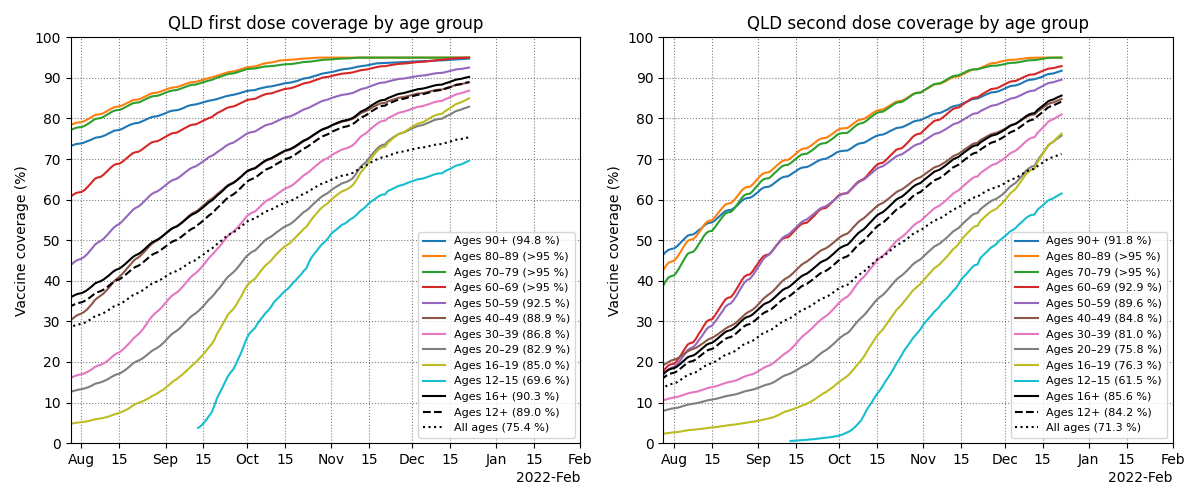 QLD first dose coverage by age group
Vaccine coverage (%)
100
90
80
70
60
50
40
30
20
10
0
Aug 15 Sep 15 Oct 15 Nov 15 Dec 15 Jan 15 Feb
2022-Feb
Ages 90+ (94.8 %)
Ages 80–89 (>95 %)
Ages 70–79 (>95 %)
Ages 60–69 (>95 %)
Ages 50–59 (92.5 %)
Ages 40–49 (88.9 %)
Ages 30–39 (86.8 %)
Ages 20–29 (82.9 %)
Ages 16–19 (85.0 %)
Ages 12–15 (69.6 %)
Ages 16+ (90.3 %)
Ages 12+ (89.0 %)
All ages (75.4 %)
QLD second dose coverage by age group
Vaccine coverage (%)
100
90
80
70
60
50
40
30
20
10
0
Aug 15 Sep 15 Oct 15 Nov 15 Dec 15 Jan 15 Feb
2022-Feb
Ages 90+ (91.8 %)
Ages 80–89 (>95 %)
Ages 70–79 (>95 %)
Ages 60–69 (92.9 %)
Ages 50–59 (89.6 %)
Ages 40–49 (84.8 %)
Ages 30–39 (81.0 %)
Ages 20–29 (75.8 %)
Ages 16–19 (76.3 %)
Ages 12–15 (61.5 %)
Ages 16+ (85.6 %)
Ages 12+ (84.2 %)
All ages (71.3 %)